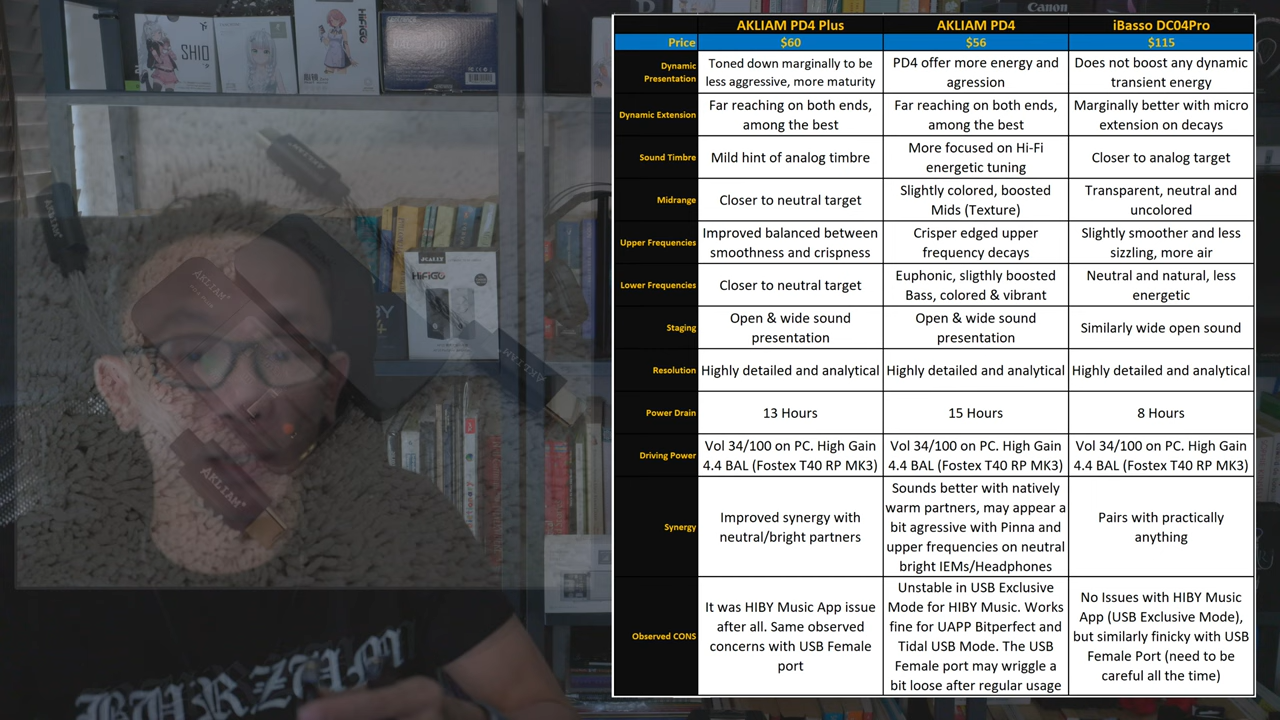 AKLIAM PD4 Plus
AKLIAM PD4
iBasso DC04Pro
Price
$60
$56
$115
Dynamic
Presentation
Toned down marginally to be
less aggressive, more maturity
PD4 offer more energy and
agression
Does not boost any dynamic
transient energy
Dynamic Extension
Far reaching on both ends,
among the best
Far reaching on both ends,
among the best
Marginally better with micro
extension on decays
Sound Timbre
Mild hint of analog timbre
More focused on Hi-Fi
energetic tuning
Closer to analog target
Midrange
Closer to neutral target
Slightly colored, boosted
Mids (Texture)
Transparent, neutral and
uncolored
Upper Frequencies
Improved balanced between
smoothness and crispness
Crisper edged upper
frequency decays
Slightly smoother and less
sizzling, more air
Lower Frequencies
Closer to neutral target
Euphonic, sligthly boosted
Bass, colored & vibrant
Neutral and natural, less
energetic
Staging
Open & wide sound
presentation
Open & wide sound
presentation
Similarly wide open sound
Resolution
Highly detailed and analytical
Highly detailed and analytical
Highly detailed and analytical
Power Drain
13 Hours
15 Hours
8 Hours
Driving Power
Vol 34/100 on PC. High Gain
4.4 BAL (Fostex T40 RP MK3)
Vol 34/100 on PC. High Gain
4.4 BAL (Fostex T40 RP MK3)
Vol 34/100 on PC. High Gain
4.4 BAL (Fostex T40 RP MK3)
Synergy
Improved synergy with
neutral/bright partners
Sounds better with natively
warm partners, may appear a
bit agressive with Pinna and
upper frequencies on neutral
bright IEMs/Headphones
Pairs with practically
anything
Observed CONS
It was HIBY Music App issue
after all. Same observed
concerns with USB Female
port
Unstable in USB Exclusive
Mode for HIBY Music. Works
fine for UAPP Bitperfect and
Tidal USB Mode. The USB
Female port may wriggle a
bit loose after regular usage
No Issues with HIBY Music
App (USB Exclusive Mode),
but similarly finicky with USB
Female Port (need to be
careful all the time)
Canon
SHIO
HiFiGO
JCALLY
HiFiGO
AKLIAM
AKLIAM
AKLIAM
AKLIAM
BURZUM